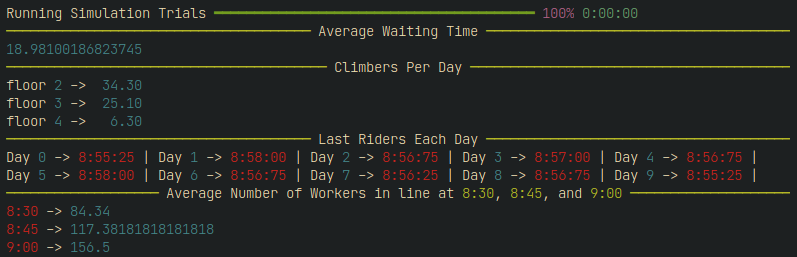 Running Simulation Trials 100% 0:00:00
Average Waiting Time
18.98100186823745
Climbers Per Day
floor 2 -> 34.30
floor 3 -> 25.10
floor 4 -> 6.30
Last Riders Each Day
Day 0 -> 8:55:25 | Day 1 -> 8:58:00 | Day 2 -> 8:56:75 | Day 3 -> 8:57:00 | Day 4 -> 8:56:75 |
Day 5 -> 8:58:00 | Day 6 -> 8:56:75 | Day 7 -> 8:56:25 | Day 8 -> 8:56:75 | Day 9 -> 8:55:25 |
Average Number of Workers in line at 8:30, 8:45, and 9:00
8:30 -> 84.34
8:45 -> 117.38181818181818
9:00 -> 156.5